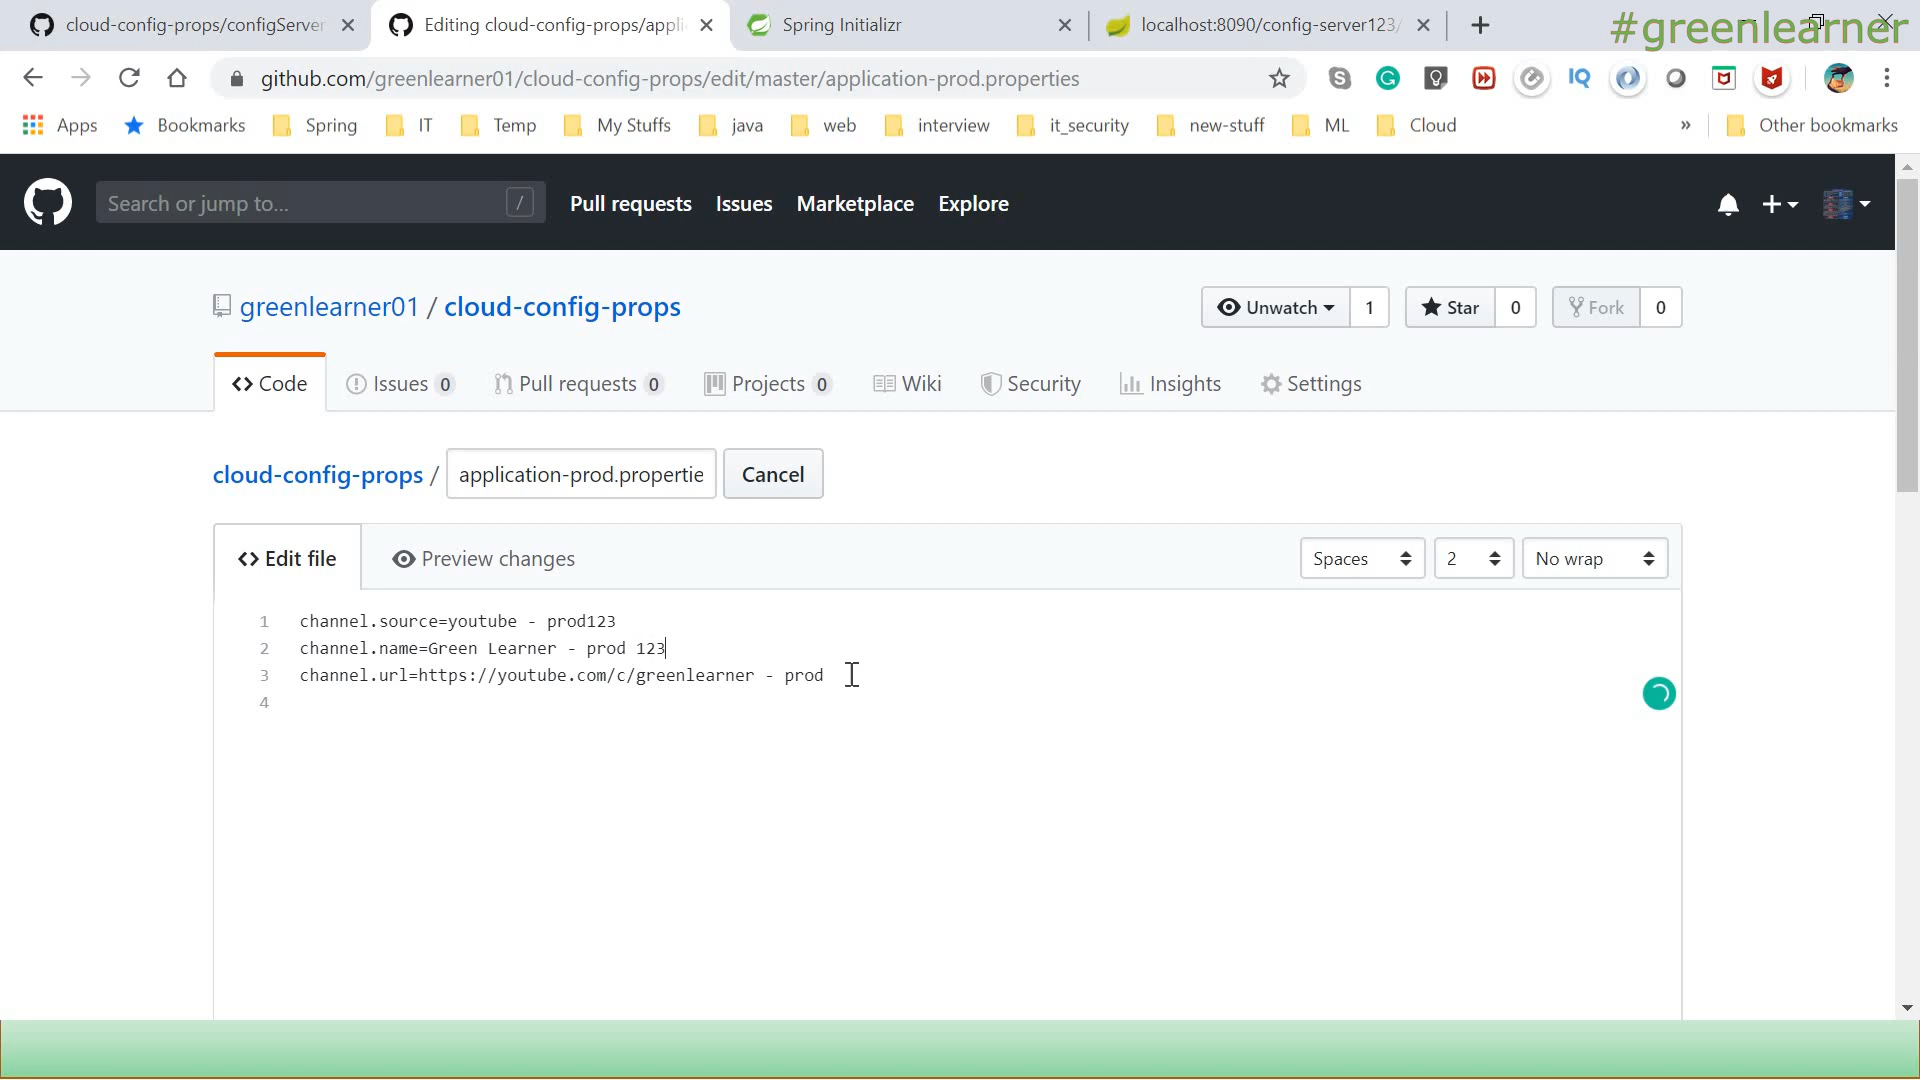 cloud-config-props/configServer
Editing cloud-config-props/appli
Spring Initializr
localhost:8090/config-server123/
#greenlearner
github.com/greenlearner01/cloud-config-props/edit/master/application-prod.properties
IQ
Apps
Bookmarks
Spring
IT
Temp
My Stuffs
java
web
interview
it_security
new-stuff
ML
Cloud
»
Other bookmarks
Search or jump to...
/
Pull requests
Issues
Marketplace
Explore
greenlearner01 / cloud-config-props
Unwatch 1
Star 0
Fork 0
Code
Issues 0
Pull requests 0
Projects 0
Wiki
Security
Insights
Settings
cloud-config-props / application-prod.propertie
Cancel
Edit file
Preview changes
Spaces
2
No wrap
1 channel.source=youtube - prod123
2 channel.name=Green Learner - prod 123
3 channel.url=https://youtube.com/c/greenlearner - prod
4